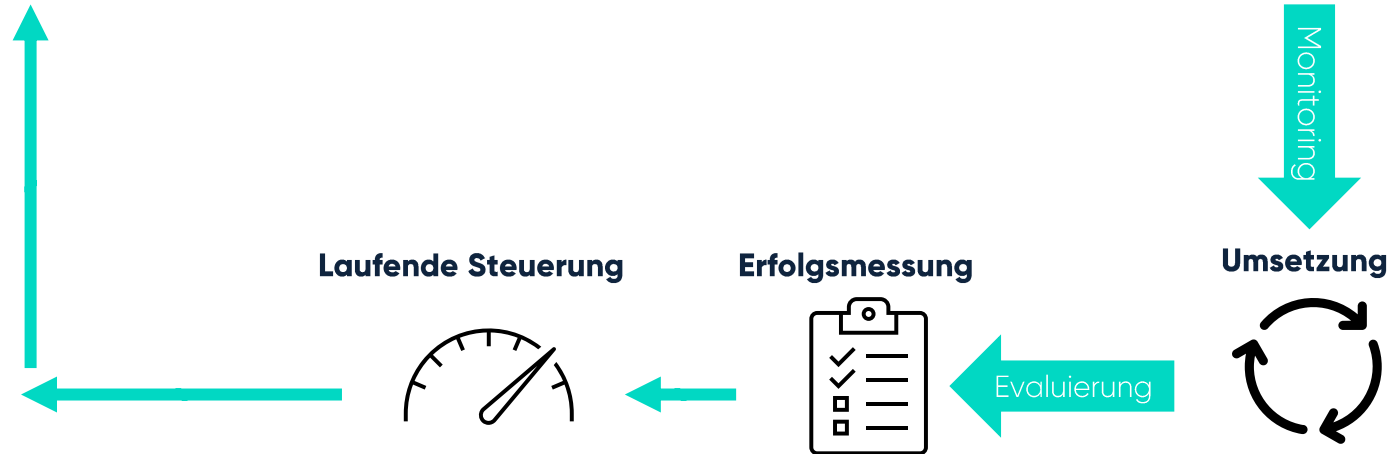 Monitoring
Laufende Steuerung
Erfolgsmessung
Umsetzung
Evaluierung